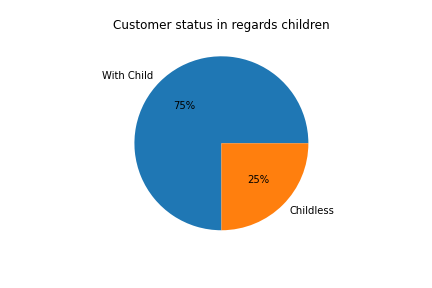 Customer status in regards children
With Child
75%
25%
Childless